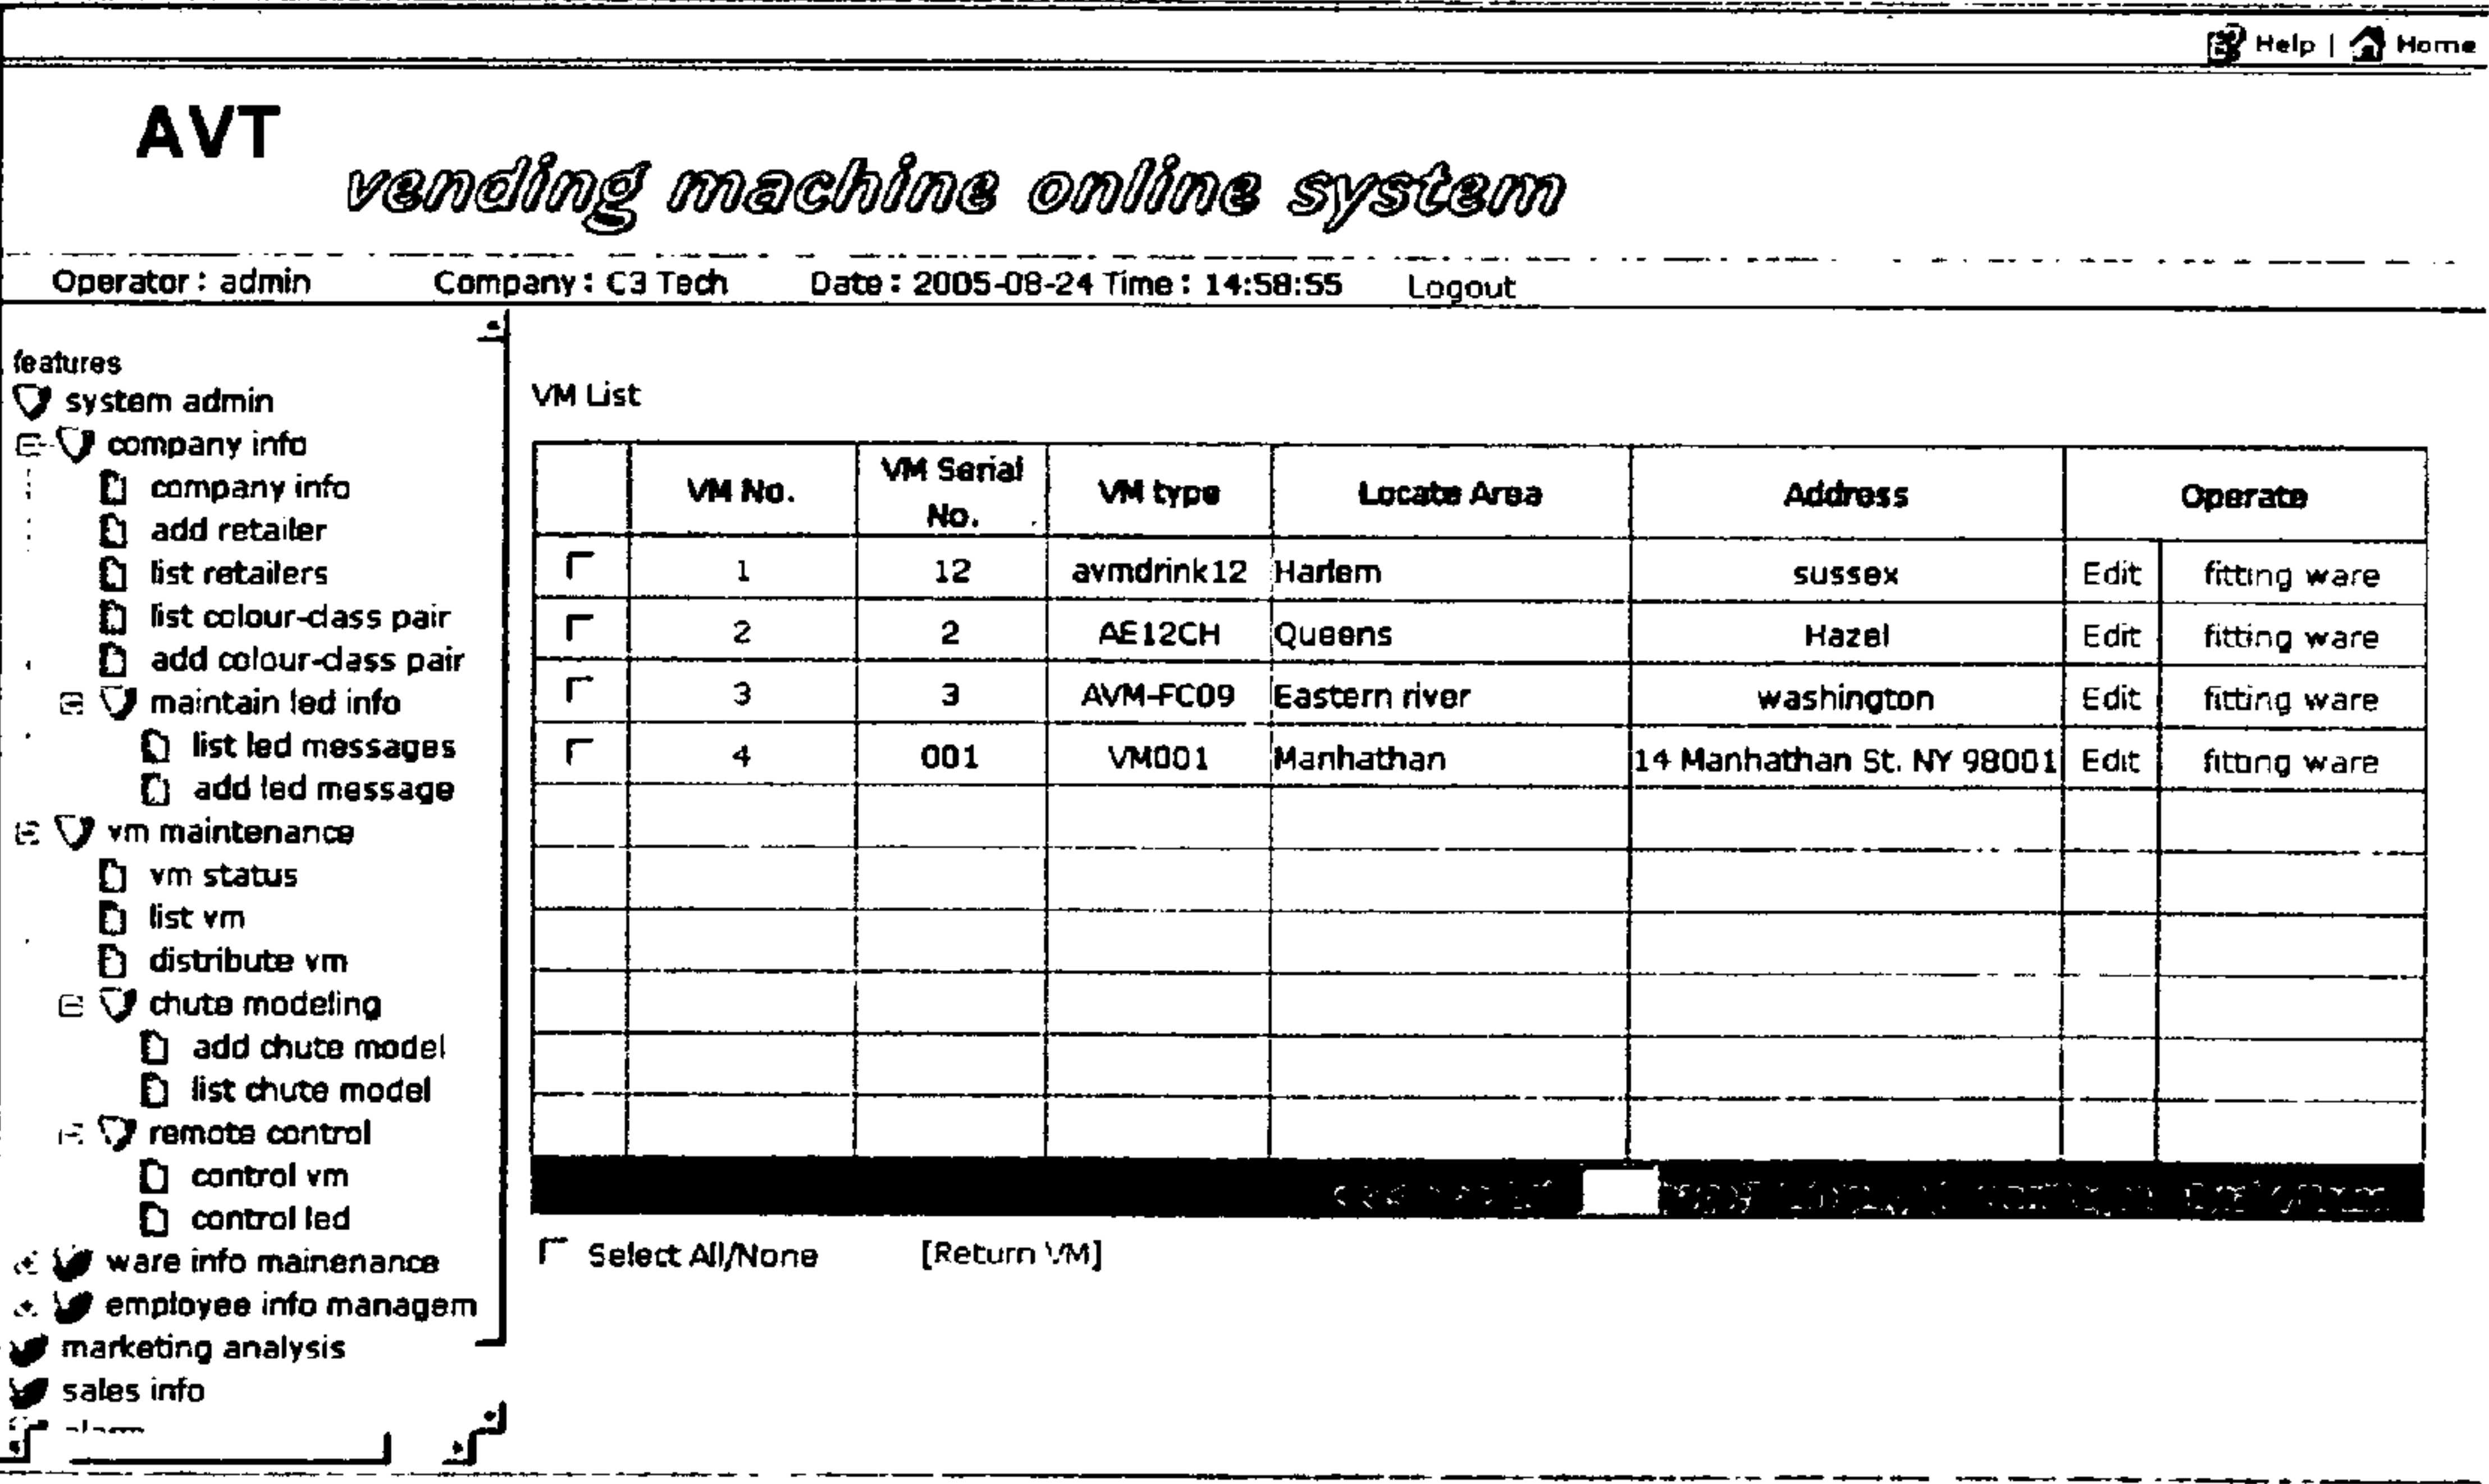 Help | Home
AVT
vending machine online system
Operator : admin Company : C3 Tech Date : 2005-08-24 Time : 14:58:55 Logout
features
system admin
company info
company info
add retailer
list retailers
list colour-class pair
add colour-class pair
maintain led info
list led messages
add led message
vm maintenance
vm status
list vm
distribute vm
chute modeling
add chute model
list chute model
remote control
control vm
control led
ware info mainenance
employee info managem
marketing analysis
sales info
VM List
VM No. VM Serial No. VM type Locate Area Address Operate
1 12 avmdrink12 Harlem sussex Edit fitting ware
2 2 AE12CH Queens Hazel Edit fitting ware
3 3 AVM-FC09 Eastern river washington Edit fitting ware
4 001 VM001 Manhathan 14 Manhathan St. NY 98001 Edit fitting ware
Select All/None [Return VM]